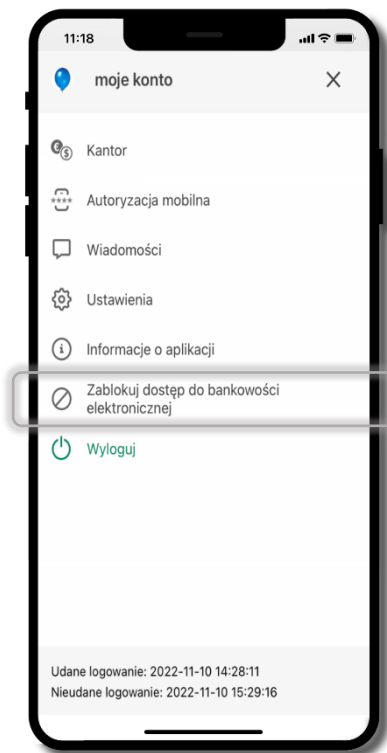 11:18
moje konto
Kantor
Autoryzacja mobilna
Wiadomości
Ustawienia
Informacje o aplikacji
Zablokuj dostęp do bankowości
elektronicznej
Wyloguj
Udane logowanie: 2022-11-10 14:28:11
Nieudane logowanie: 2022-11-10 15:29:16